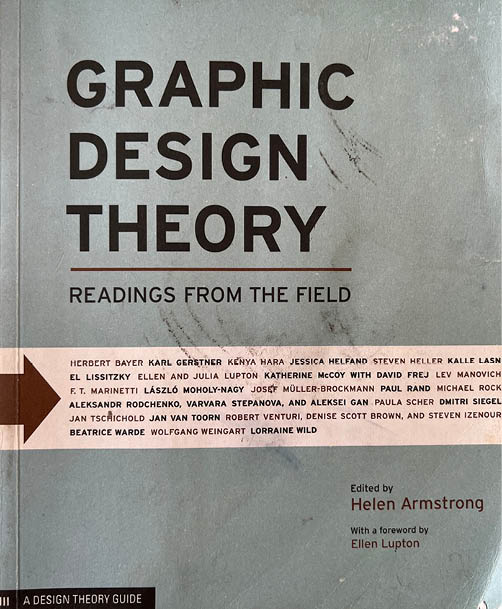 GRAPHIC
DESIGN
THEORY
READINGS FROM THE FIELD
HERBERT BAYER KARL GERSTNER KENYA HARA JESSICA HELFAND STEVEN HELLER KALLE LASN
EL LISSITZKY ELLEN AND JULIA LUPTON KATHERINE McCOY WITH DAVID FREJ LEV MANOVICH
F. T. MARINETTI LÁSZLÓ MOHOLY-NAGY JOSEF MÜLLER-BROCKMANN PAUL RAND MICHAEL ROCK
ALEKSANDR RODCHENKO, VARVARA STEPANOVA, AND ALEKSEI GAN PAULA SCHER DMITRI SIEGEL
JAN TSCHICHOLD JAN VAN TOORN ROBERT VENTURI, DENISE SCOTT BROWN, AND STEVEN IZENOUR
BEATRICE WARDE WOLFGANG WEINGART LORRAINE WILD
Edited by
Helen Armstrong
With a foreword by
Ellen Lupton
A DESIGN THEORY GUIDE